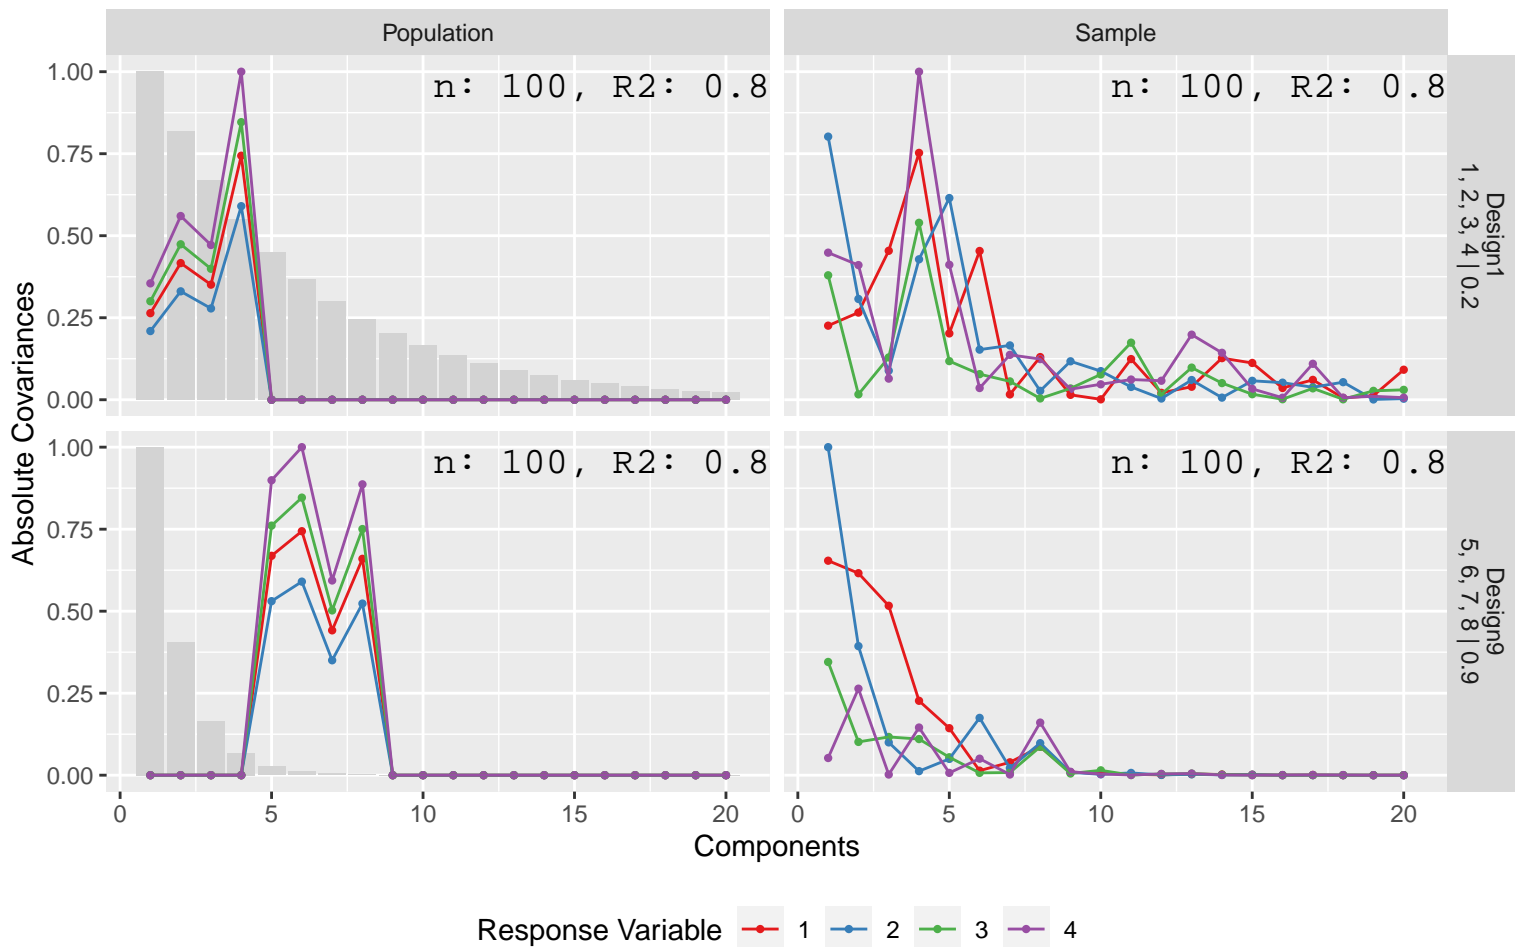 Population
Sample
Absolute Covariances
1.00
0.75
0.50
0.25
0.00
n: 100, R2: 0.8
n: 100, R2: 0.8
Design1
1, 2, 3, 4 | 0.2
1.00
0.75
0.50
0.25
0.00
n: 100, R2: 0.8
n: 100, R2: 0.8
Design9
5, 6, 7, 8 | 0.9
0 5 10 15 20
0 5 10 15 20
Components
Response Variable 1 2 3 4